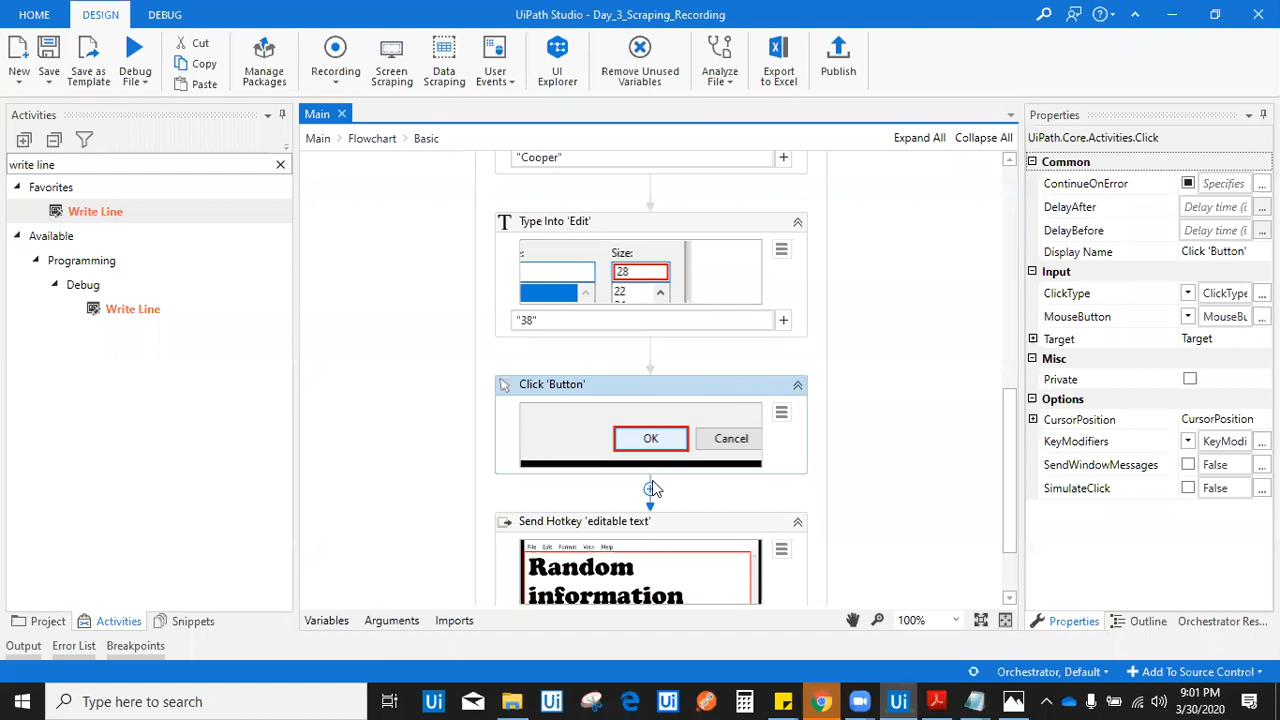 HOME
DESIGN
DEBUG
UiPath Studio - Day_3_Scraping_Recording
New
Save
Save as Template
Debug File
Cut
Copy
Paste
Manage Packages
Recording
Screen Scraping
Data Scraping
User Events
UI Explorer
Remove Unused Variables
Analyze File
Export to Excel
Publish
Activities
write line
Favorites
Write Line
Available
Programming
Debug
Write Line
Project
Activities
Snippets
Main
Main
Flowchart
Basic
Expand All
Collapse All
"Cooper"
Type Into 'Edit'
Size:
28
22
"38"
Click 'Button'
OK
Cancel
Send Hotkey 'editable text'
File Edit Format View Help
Random
information
Variables
Arguments
Imports
100%
Properties
UiPath.Core.Activities.Click
Common
ContinueOnError Specifies ...
DelayAfter Delay time (i ...
DelayBefore Delay time (i ...
Display Name Click 'Button'
Input
ClickType ClickType ...
MouseButton MouseBu ...
Target Target
Misc
Private
Options
CursorPosition CursorPosition
KeyModifiers KeyModi ...
SendWindowMessages False ...
SimulateClick False ...
Properties
Outline
Orchestrator Res...
Output
Error List
Breakpoints
Orchestrator, Default
Add To Source Control
Type here to search
9:01 PM
3/30/2020